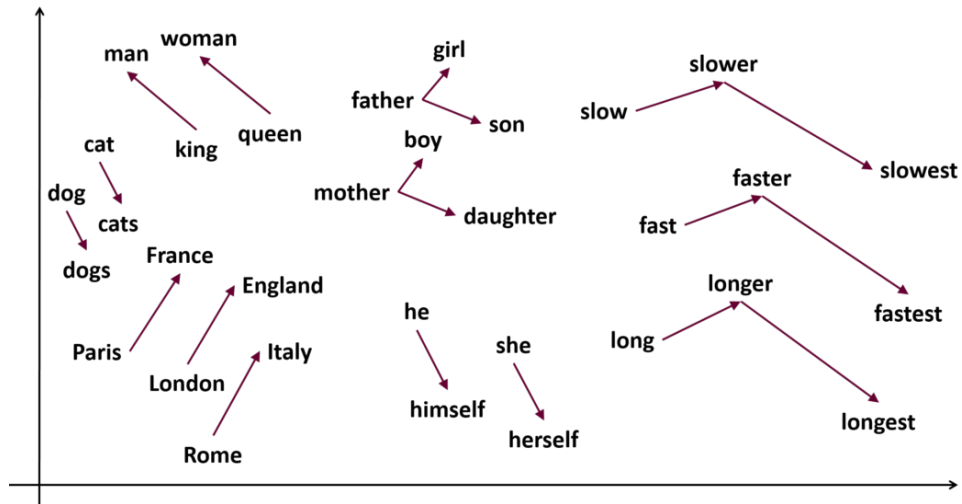 man
woman
king
queen
cat
dog
cats
dogs
France
England
Paris
London
Italy
Rome
girl
father
son
boy
mother
daughter
he
she
himself
herself
slower
slow
slowest
faster
fast
fastest
longer
long
longest